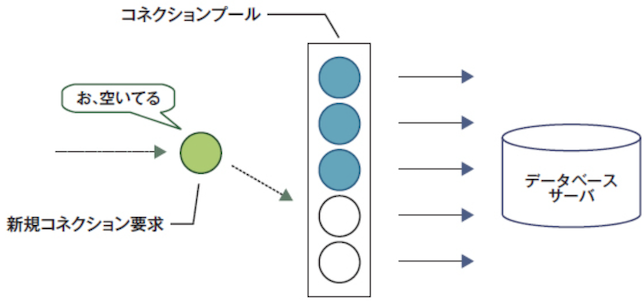 コネクションプール
お、空いてる
新規コネクション要求
データベース
サーバ